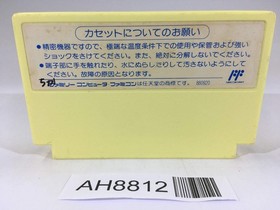 カセットについてのお願い
●精密機器ですので、極端な温度条件下での使用や保管および強い
ショックをさけてください。絶対に分解しないでください。
●端子部に手を触れたり、水にぬらしたりして汚さないようにして
ください。故障の原因となります。
ファミリーコンピュータ ファミコンは任天堂の商標です。
AH8812